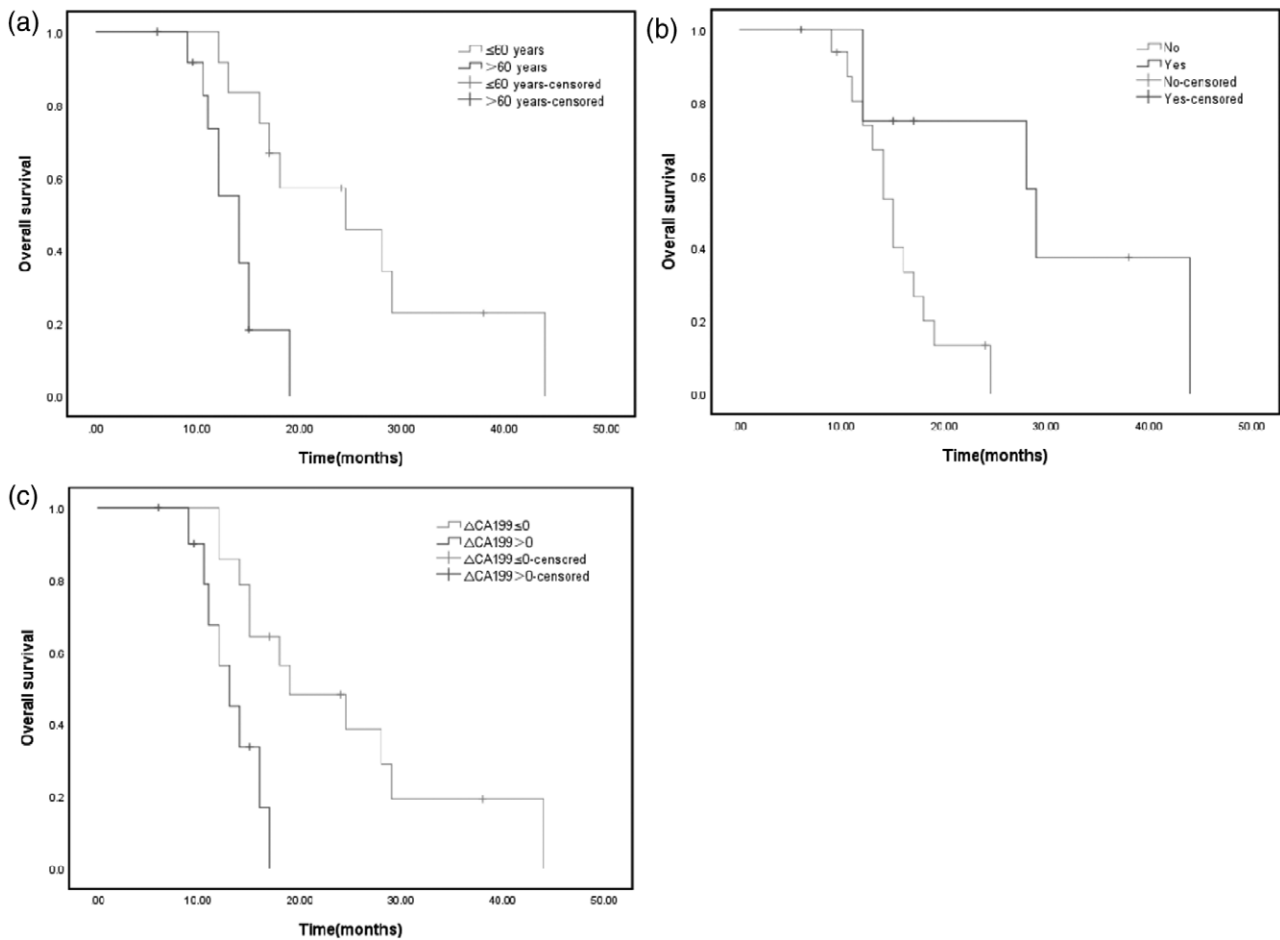 (a)
≤60 years
>60 years
≤60 years-censored
>60 years-censored
1.0
0.8
0.6
0.4
0.2
0.0
Overall survival
.00 10.00 20.00 30.00 40.00 50.00
Time(months)
(b)
No
Yes
No-censored
Yes-censored
1.0
0.8
0.6
0.4
0.2
0.0
Overall survival
.00 10.00 20.00 30.00 40.00 50.00
Time(months)
(c)
△CA199≤0
△CA199>0
△CA199≤0-censored
△CA199>0-censored
1.0
0.8
0.6
0.4
0.2
0.0
Overall survival
.00 10.00 20.00 30.00 40.00 50.00
Time(months)